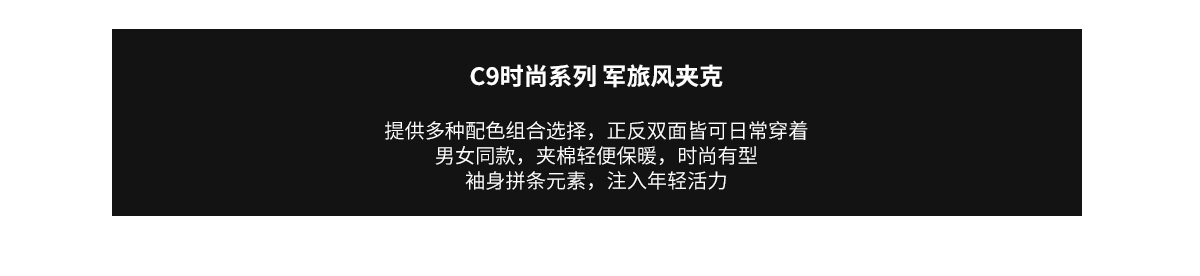 C9时尚系列 军旅风夹克
提供多种配色组合选择，正反双面皆可日常穿着
男女同款，夹棉轻便保暖，时尚有型
袖身拼条元素，注入年轻活力